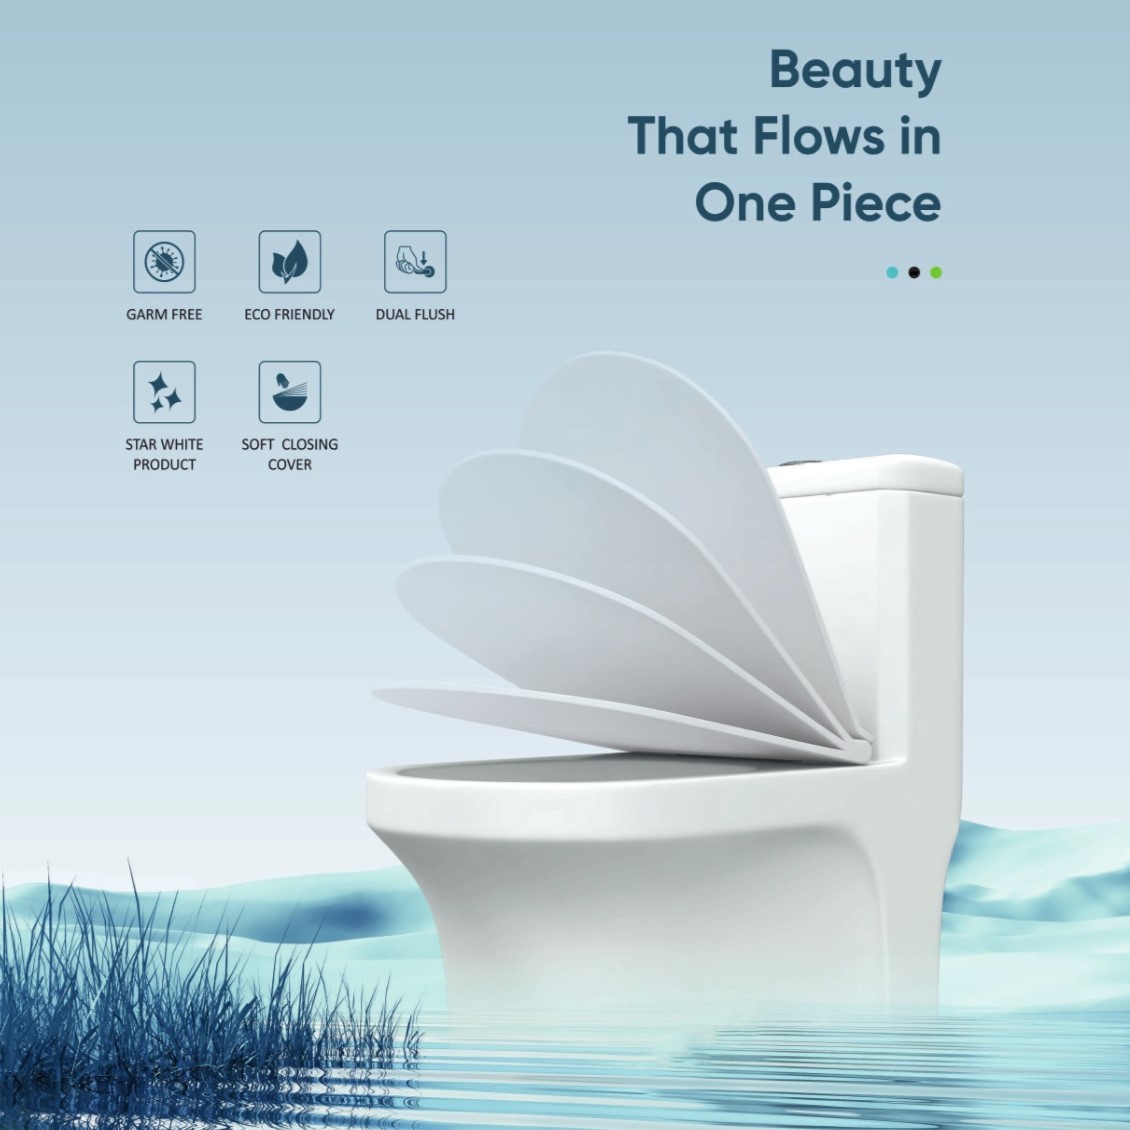 Beauty
That Flows in
One Piece
GARM FREE
ECO FRIENDLY
DUAL FLUSH
STAR WHITE
PRODUCT
SOFT CLOSING
COVER